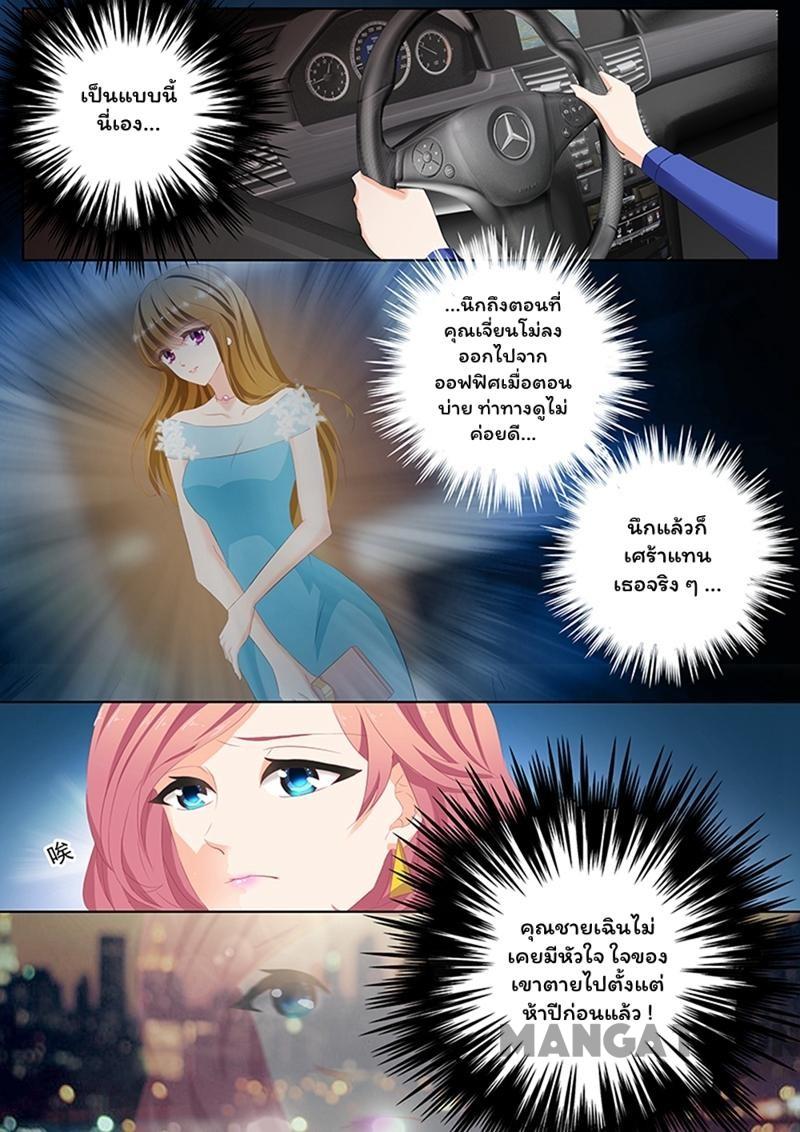 เป็นแบบนี้
นี่เอง...
...นึกถึงตอนที่
คุณเจี่ยนโม่ลง
ออกไปจาก
ออฟฟิศเมื่อตอน
บ่าย ท่าทางดูไม่
ค่อยดี...
นึกแล้วก็
เศร้าแทน
เธอจริง ๆ ...
唉
คุณชายเฉินไม่
เคยมีหัวใจ ใจของ
เขาตายไปตั้งแต่
ห้าปีก่อนแล้ว !